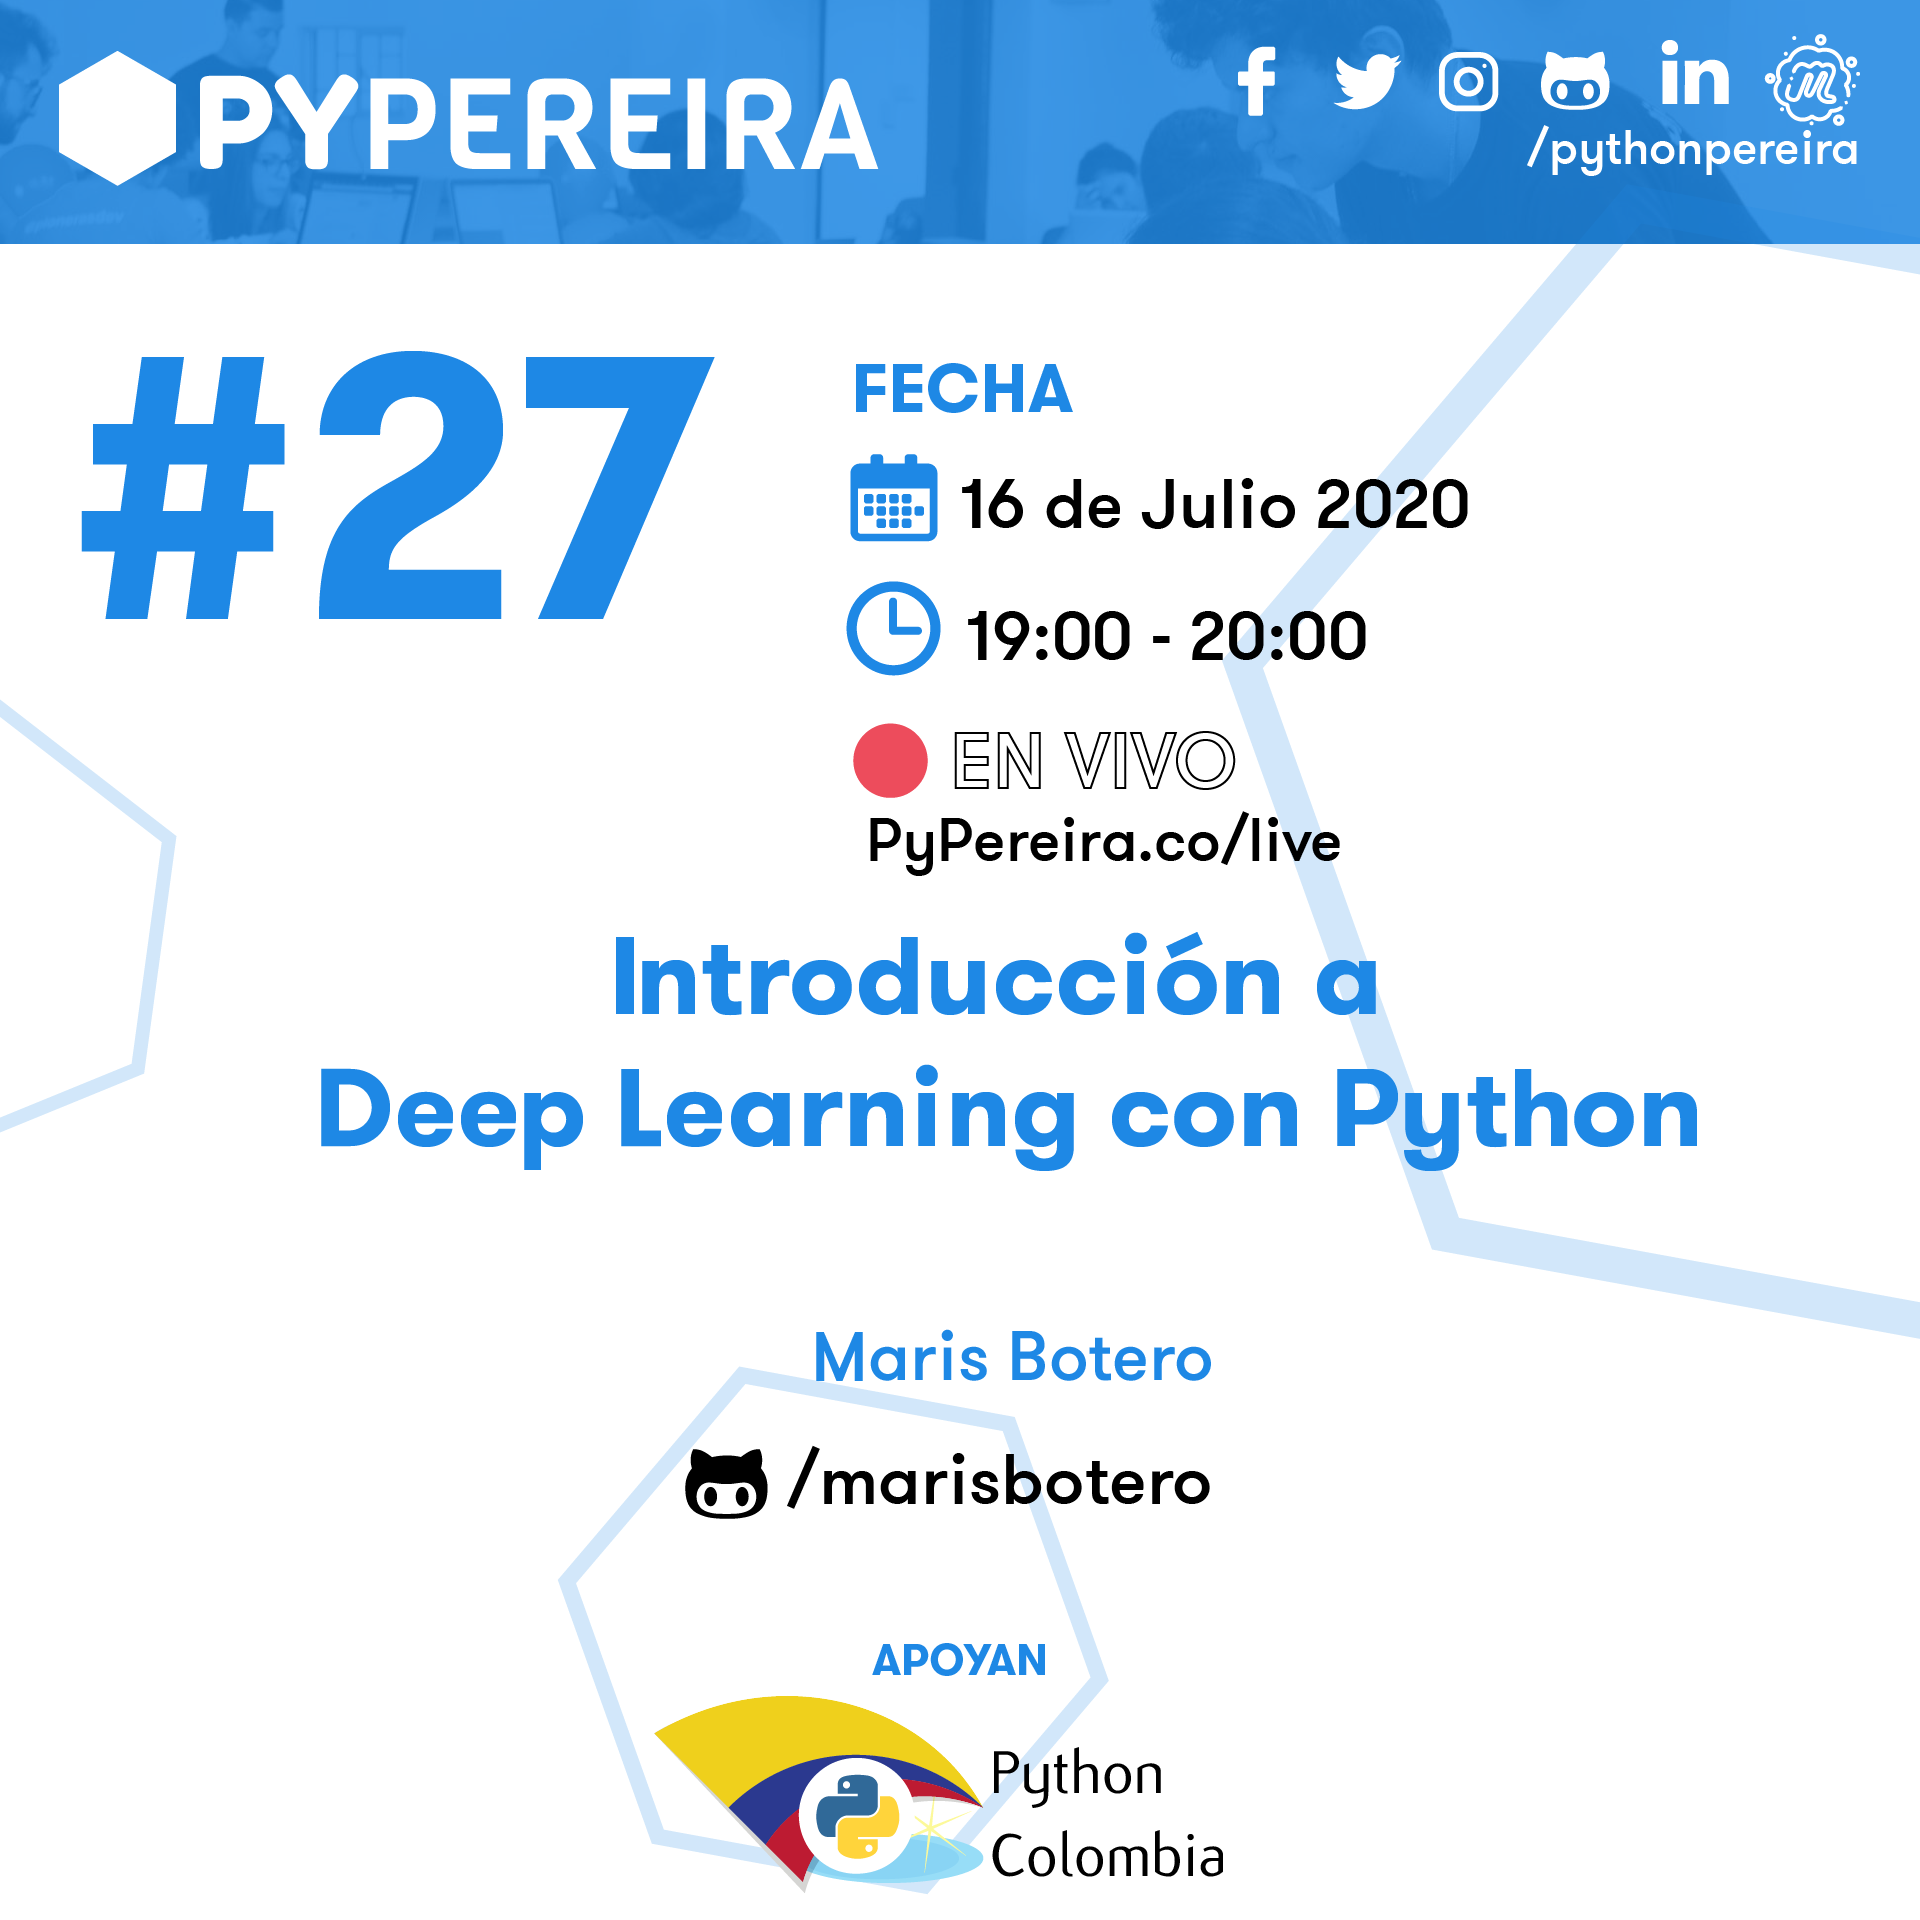 PYPEREIRA
/pythonpereira
#27
FECHA
16 de Julio 2020
19:00 - 20:00
EN VIVO
PyPereira.co/live
Introducción a
Deep Learning con Python
Maris Botero
/marisbotero
APOYAN
Python
Colombia